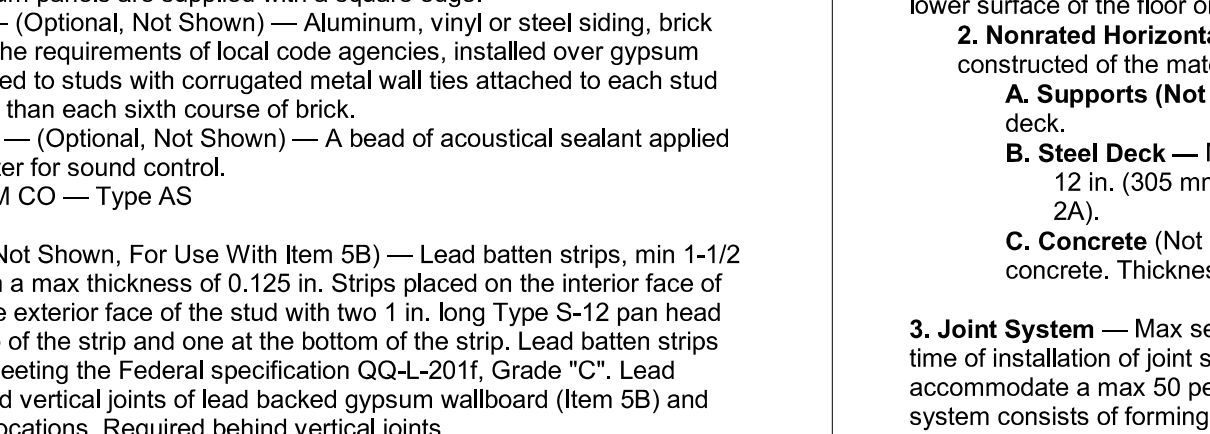 panels are supplied with a square edge.
— (Optional, Not Shown) — Aluminum, vinyl or steel siding, brick
he requirements of local code agencies, installed over gypsum
ed to studs with corrugated metal wall ties attached to each stud
than each sixth course of brick.
— (Optional, Not Shown) — A bead of acoustical sealant applied
ter for sound control.
M CO — Type AS
Not Shown, For Use With Item 5B) — Lead batten strips, min 1-1/2
a max thickness of 0.125 in. Strips placed on the interior face of
e exterior face of the stud with two 1 in. long Type S-12 pan head
of the strip and one at the bottom of the strip. Lead batten strips
eeting the Federal specification QQ-L-201f, Grade "C". Lead
d vertical joints of lead backed gypsum wallboard (Item 5B) and
ocations. Required behind vertical joints.
lower surface of the floor or
2. Nonrated Horizonta
constructed of the mate
A. Supports (Not
deck.
B. Steel Deck —
12 in. (305 mm
2A).
C. Concrete (Not
concrete. Thicknes
3. Joint System — Max se
time of installation of joint s
accommodate a max 50 pe
system consists of forming